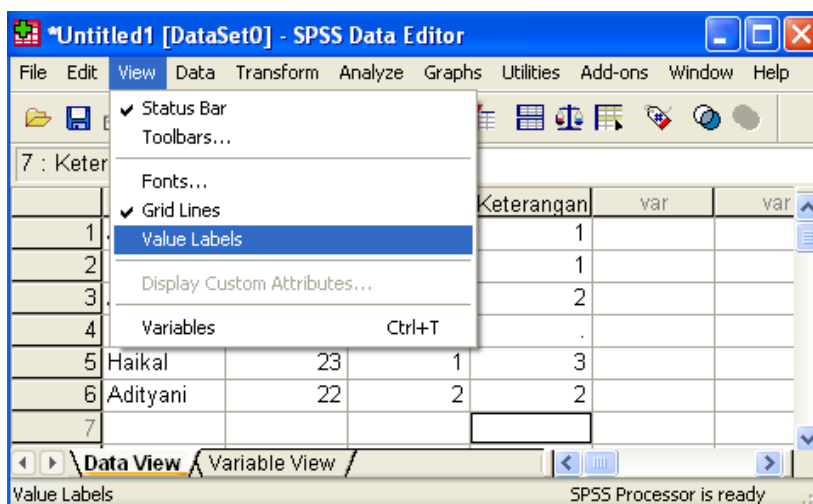 *Untitled1 [DataSet0] - SPSS Data Editor
File Edit View Data Transform Analyze Graphs Utilities Add-ons Window Help
Status Bar
Toolbars...
7 : Keter
Fonts...
Grid Lines
Value Labels
Display Custom Attributes...
Variables Ctrl+T
Keterangan var var
1 1
2 1
3 2
4 .
5 Haikal 23 1 3
6 Adityani 22 2 2
7
Data View Variable View
Value Labels SPSS Processor is ready